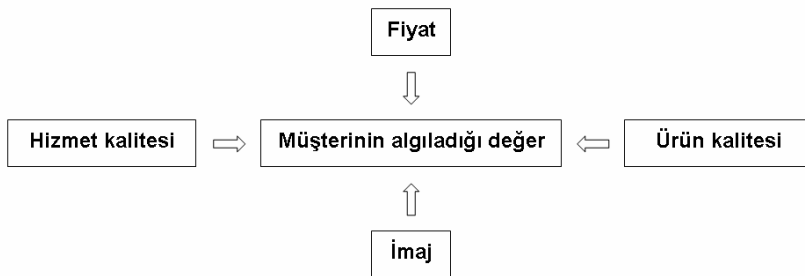 Fiyat
Hizmet kalitesi
Müşterinin algıladığı değer
Ürün kalitesi
İmaj